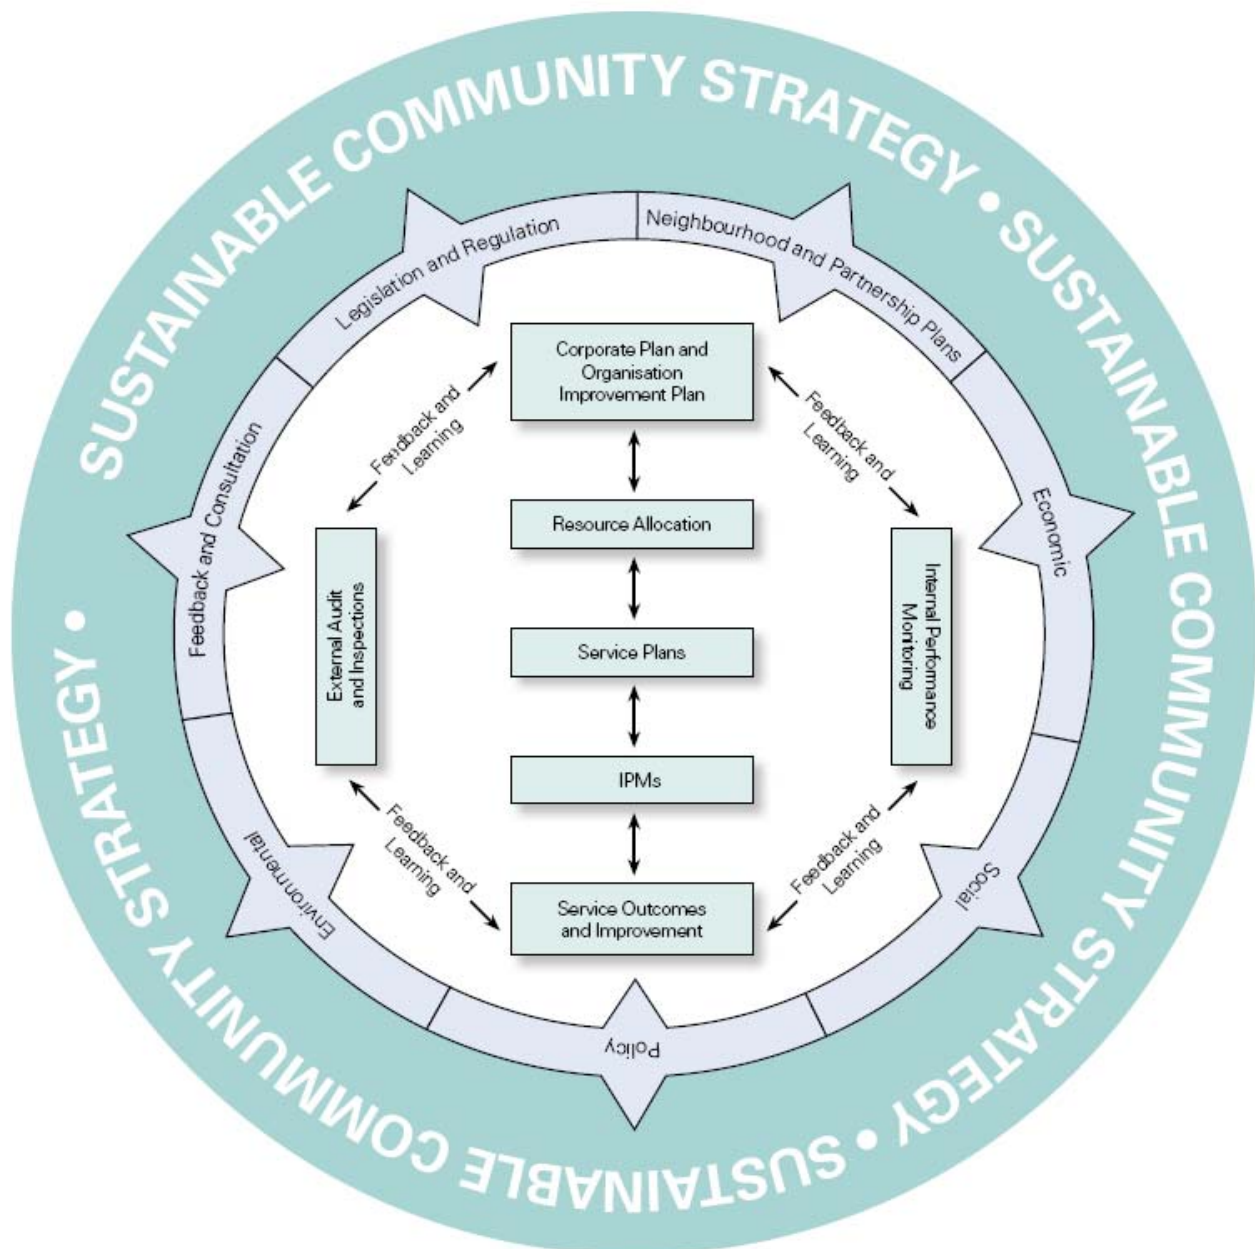 SUSTAINABLE COMMUNITY STRATEGY • SUSTAINABLE COMMUNITY STRATEGY • SUSTAINABLE COMMUNITY STRATEGY •
Legislation and Regulation
Neighbourhood and Partnership Plans
Economic
Social
Policy
Environmental
Feedback and Consultation
Corporate Plan and
Organisation
Improvement Plan
Feedback and
Learning
Feedback and
Learning
Resource Allocation
External Audit
and Inspections
Service Plans
Internal Performance
Monitoring
IPMs
Feedback and
Learning
Feedback and
Learning
Service Outcomes
and Improvement